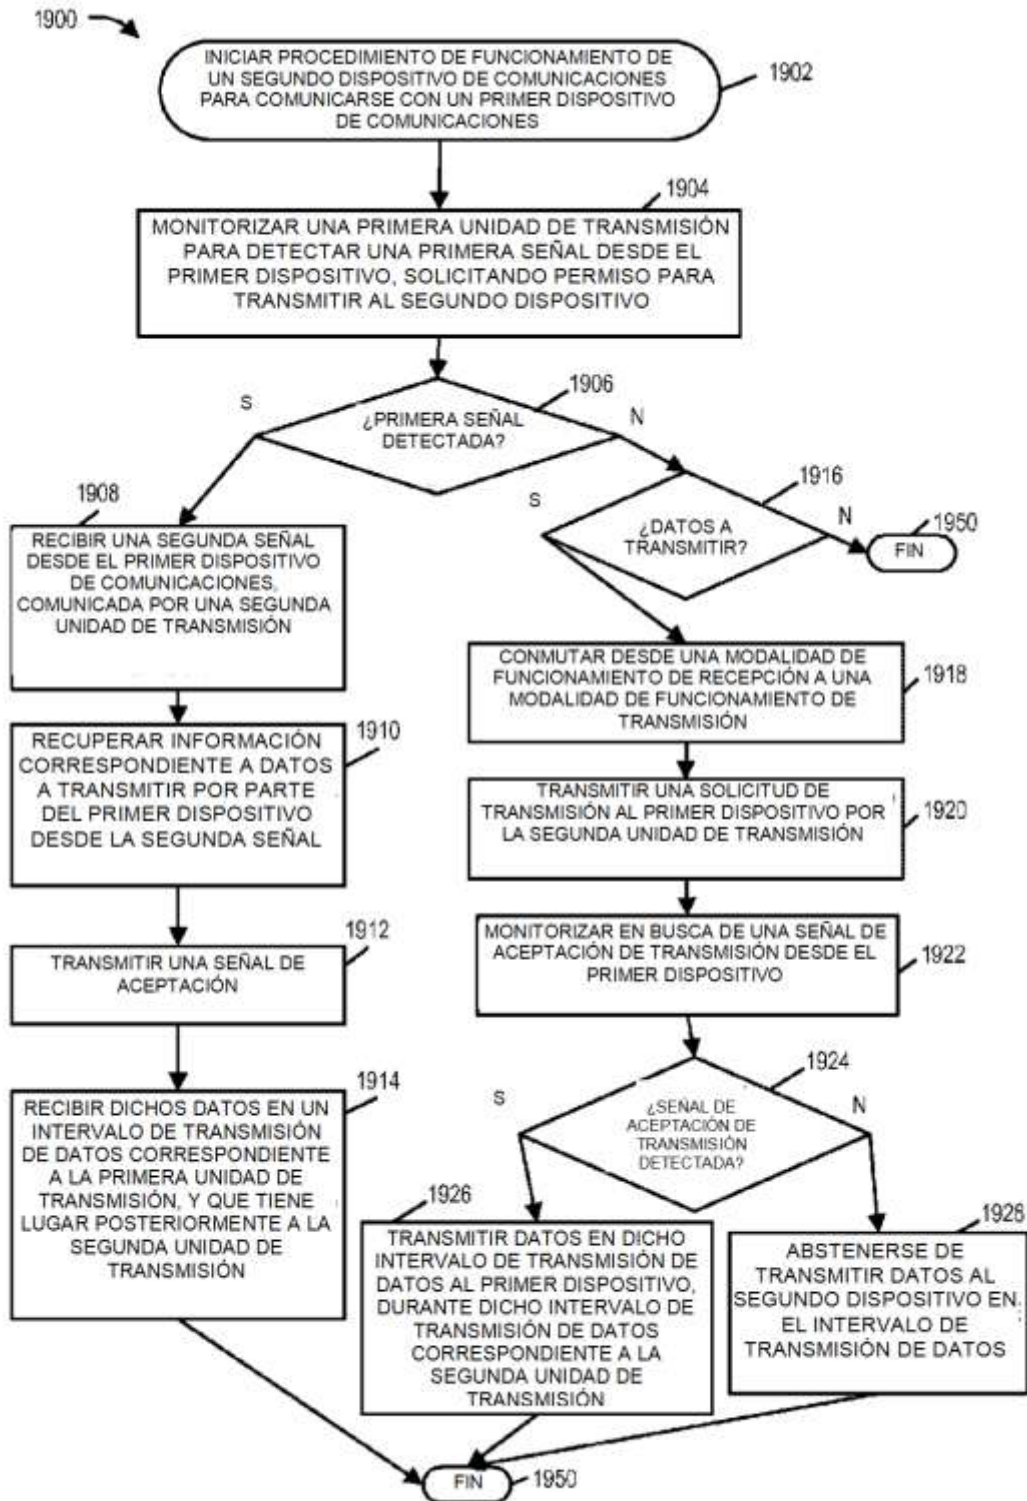 1900
INICIAR PROCEDIMIENTO DE FUNCIONAMIENTO DE
UN SEGUNDO DISPOSITIVO DE COMUNICACIONES
PARA COMUNICARSE CON UN PRIMER DISPOSITIVO
DE COMUNICACIONES
1902
1904
MONITORIZAR UNA PRIMERA UNIDAD DE TRANSMISIÓN
PARA DETECTAR UNA PRIMERA SEÑAL DESDE EL
PRIMER DISPOSITIVO, SOLICITANDO PERMISO PARA
TRANSMITIR AL SEGUNDO DISPOSITIVO
1906
S
¿PRIMERA SEÑAL
DETECTADA?
N
1908
RECIBIR UNA SEGUNDA SEÑAL
DESDE EL PRIMER DISPOSITIVO
DE COMUNICACIONES,
COMUNICADA POR UNA SEGUNDA
UNIDAD DE TRANSMISIÓN
1916
S
¿DATOS A
TRANSMITIR?
N
1950
FIN
CONMUTAR DESDE UNA MODALIDAD DE
FUNCIONAMIENTO DE RECEPCIÓN A UNA
MODALIDAD DE FUNCIONAMIENTO DE
TRANSMISIÓN
1918
RECUPERAR INFORMACIÓN
CORRESPONDIENTE A DATOS
A TRANSMITIR POR PARTE
DEL PRIMER DISPOSITIVO
DESDE LA SEGUNDA SEÑAL
1910
TRANSMITIR UNA SOLICITUD DE
TRANSMISIÓN AL PRIMER DISPOSITIVO POR
LA SEGUNDA UNIDAD DE TRANSMISIÓN
1920
1912
TRANSMITIR UNA SEÑAL DE
ACEPTACIÓN
MONITORIZAR EN BUSCA DE UNA SEÑAL DE
ACEPTACIÓN DE TRANSMISIÓN DESDE EL
PRIMER DISPOSITIVO
1922
1914
RECIBIR DICHOS DATOS EN UN
INTERVALO DE TRANSMISIÓN
DE DATOS CORRESPONDIENTE
A LA PRIMERA UNIDAD DE
TRANSMISIÓN, Y QUE TIENE
LUGAR POSTERIORMENTE A LA
SEGUNDA UNIDAD DE
TRANSMISIÓN
1924
S
¿SEÑAL DE
ACEPTACIÓN DE
TRANSMISIÓN
DETECTADA?
N
1926
TRANSMITIR DATOS EN DICHO
INTERVALO DE TRANSMISIÓN DE
DATOS AL PRIMER DISPOSITIVO,
DURANTE DICHO INTERVALO DE
TRANSMISIÓN DE DATOS
CORRESPONDIENTE A LA
SEGUNDA UNIDAD DE
TRANSMISIÓN
1928
ABSTENERSE DE
TRANSMITIR DATOS AL
SEGUNDO DISPOSITIVO EN
EL INTERVALO DE
TRANSMISIÓN DE DATOS
FIN
1950